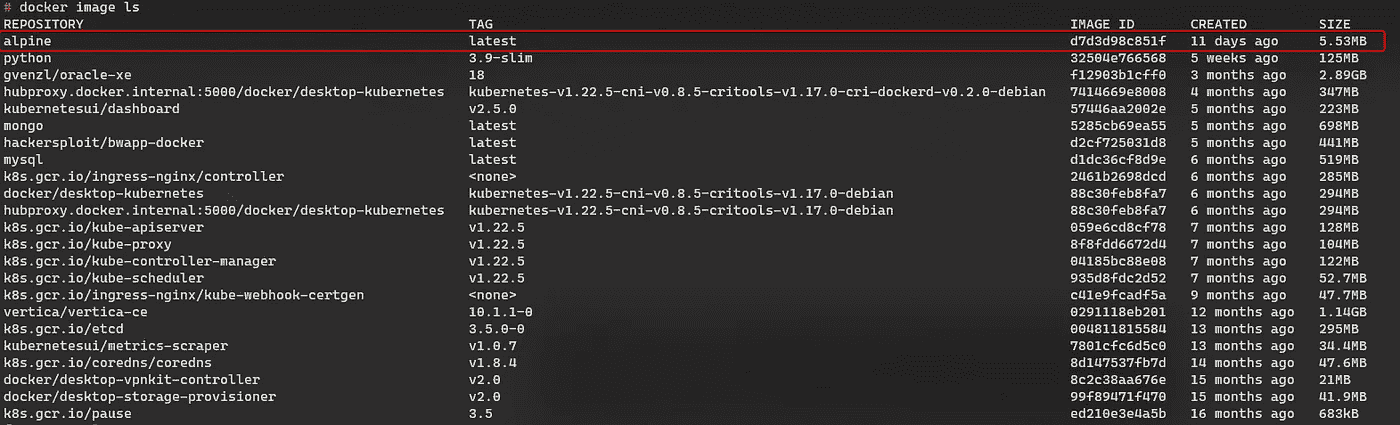 # docker image ls
REPOSITORY TAG IMAGE ID CREATED SIZE
alpine latest d7d3d98c851f 11 days ago 5.53MB
python 3.9-slim 32504e766568 5 weeks ago 125MB
gvenzl/oracle-xe 18 f12903b1cff0 3 months ago 2.89GB
hubproxy.docker.internal:5000/docker/desktop-kubernetes kubernetes-v1.22.5-cni-v0.8.5-critools-v1.17.0-cri-dockerd-v0.2.0-debian 7414669e8008 4 months ago 347MB
kubernetesui/dashboard v2.5.0 57446aa2002e 5 months ago 223MB
mongo latest 5285cb69ea55 5 months ago 698MB
hackersploit/bwapp-docker latest d2cf725031d8 5 months ago 441MB
mysql latest d1dc36cf8d9e 6 months ago 519MB
k8s.gcr.io/ingress-nginx/controller <none> 2461b2698dcd 6 months ago 285MB
docker/desktop-kubernetes kubernetes-v1.22.5-cni-v0.8.5-critools-v1.17.0-debian 88c30feb8fa7 6 months ago 294MB
hubproxy.docker.internal:5000/docker/desktop-kubernetes kubernetes-v1.22.5-cni-v0.8.5-critools-v1.17.0-debian 88c30feb8fa7 6 months ago 294MB
k8s.gcr.io/kube-apiserver v1.22.5 059e6cd8cf78 7 months ago 128MB
k8s.gcr.io/kube-proxy v1.22.5 8f8fdd6672d4 7 months ago 104MB
k8s.gcr.io/kube-controller-manager v1.22.5 04185bc88e08 7 months ago 122MB
k8s.gcr.io/kube-scheduler v1.22.5 935d8fdc2d52 7 months ago 52.7MB
k8s.gcr.io/ingress-nginx/kube-webhook-certgen <none> c41e9fcadf5a 9 months ago 47.7MB
vertica/vertica-ce 10.1.1-0 0291118eb201 12 months ago 1.14GB
k8s.gcr.io/etcd 3.5.0-0 004811815584 13 months ago 295MB
kubernetesui/metrics-scraper v1.0.7 7801cfc6d5c0 13 months ago 34.4MB
k8s.gcr.io/coredns/coredns v1.8.4 8d147537fb7d 14 months ago 47.6MB
docker/desktop-vpnkit-controller v2.0 8c2c38aa676e 15 months ago 21MB
docker/desktop-storage-provisioner v2.0 99f89471f470 15 months ago 41.9MB
k8s.gcr.io/pause 3.5 ed210e3e4a5b 16 months ago 683kB